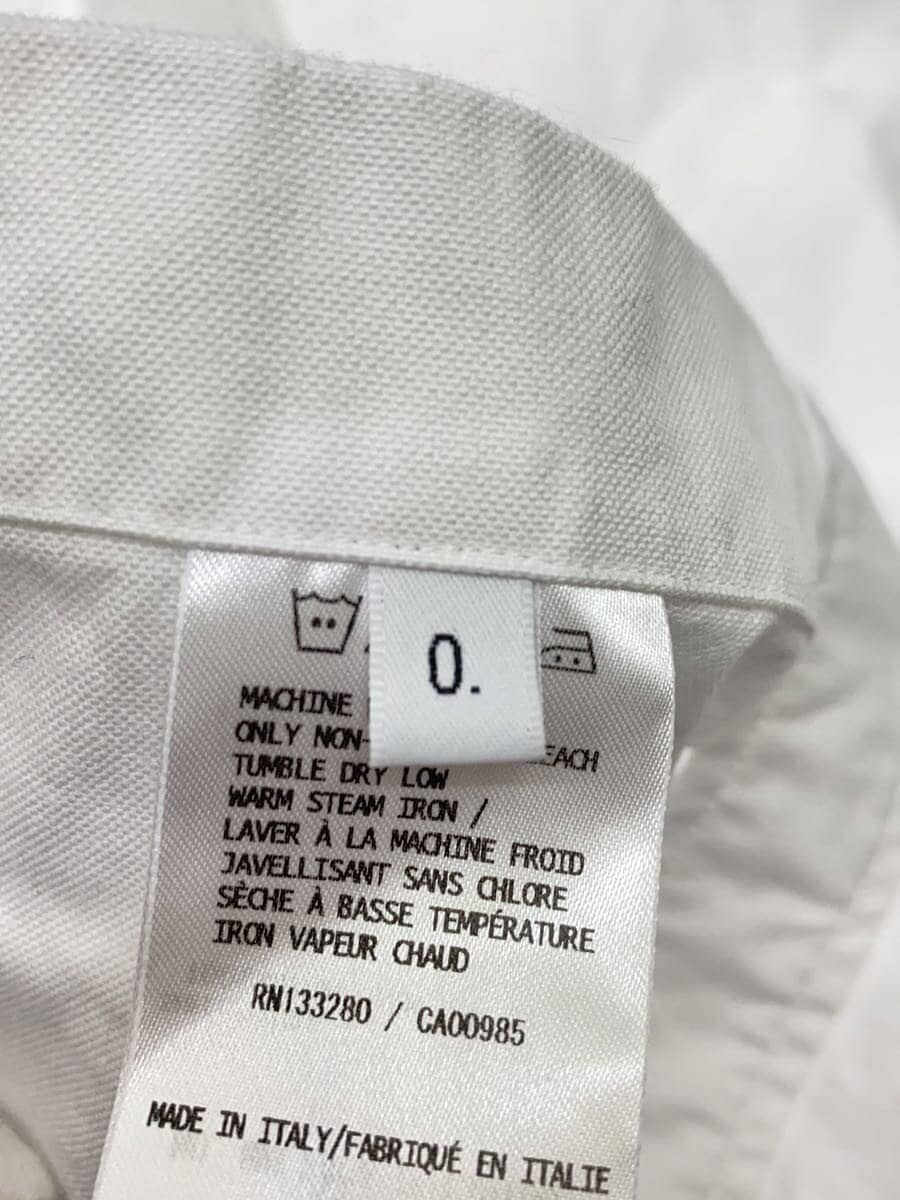 0.
MACHINE
ONLY NON-
TUMBLE DRY LOW
WARM STEAM IRON /
LAVER À LA MACHINE FROID
JAVELLISANT SANS CHLORE
SÈCHE À BASSE TEMPÉRATURE
IRON VAPEUR CHAUD
RN133280 / CA00985
MADE IN ITALY/FABRIQUÉ EN ITALIE